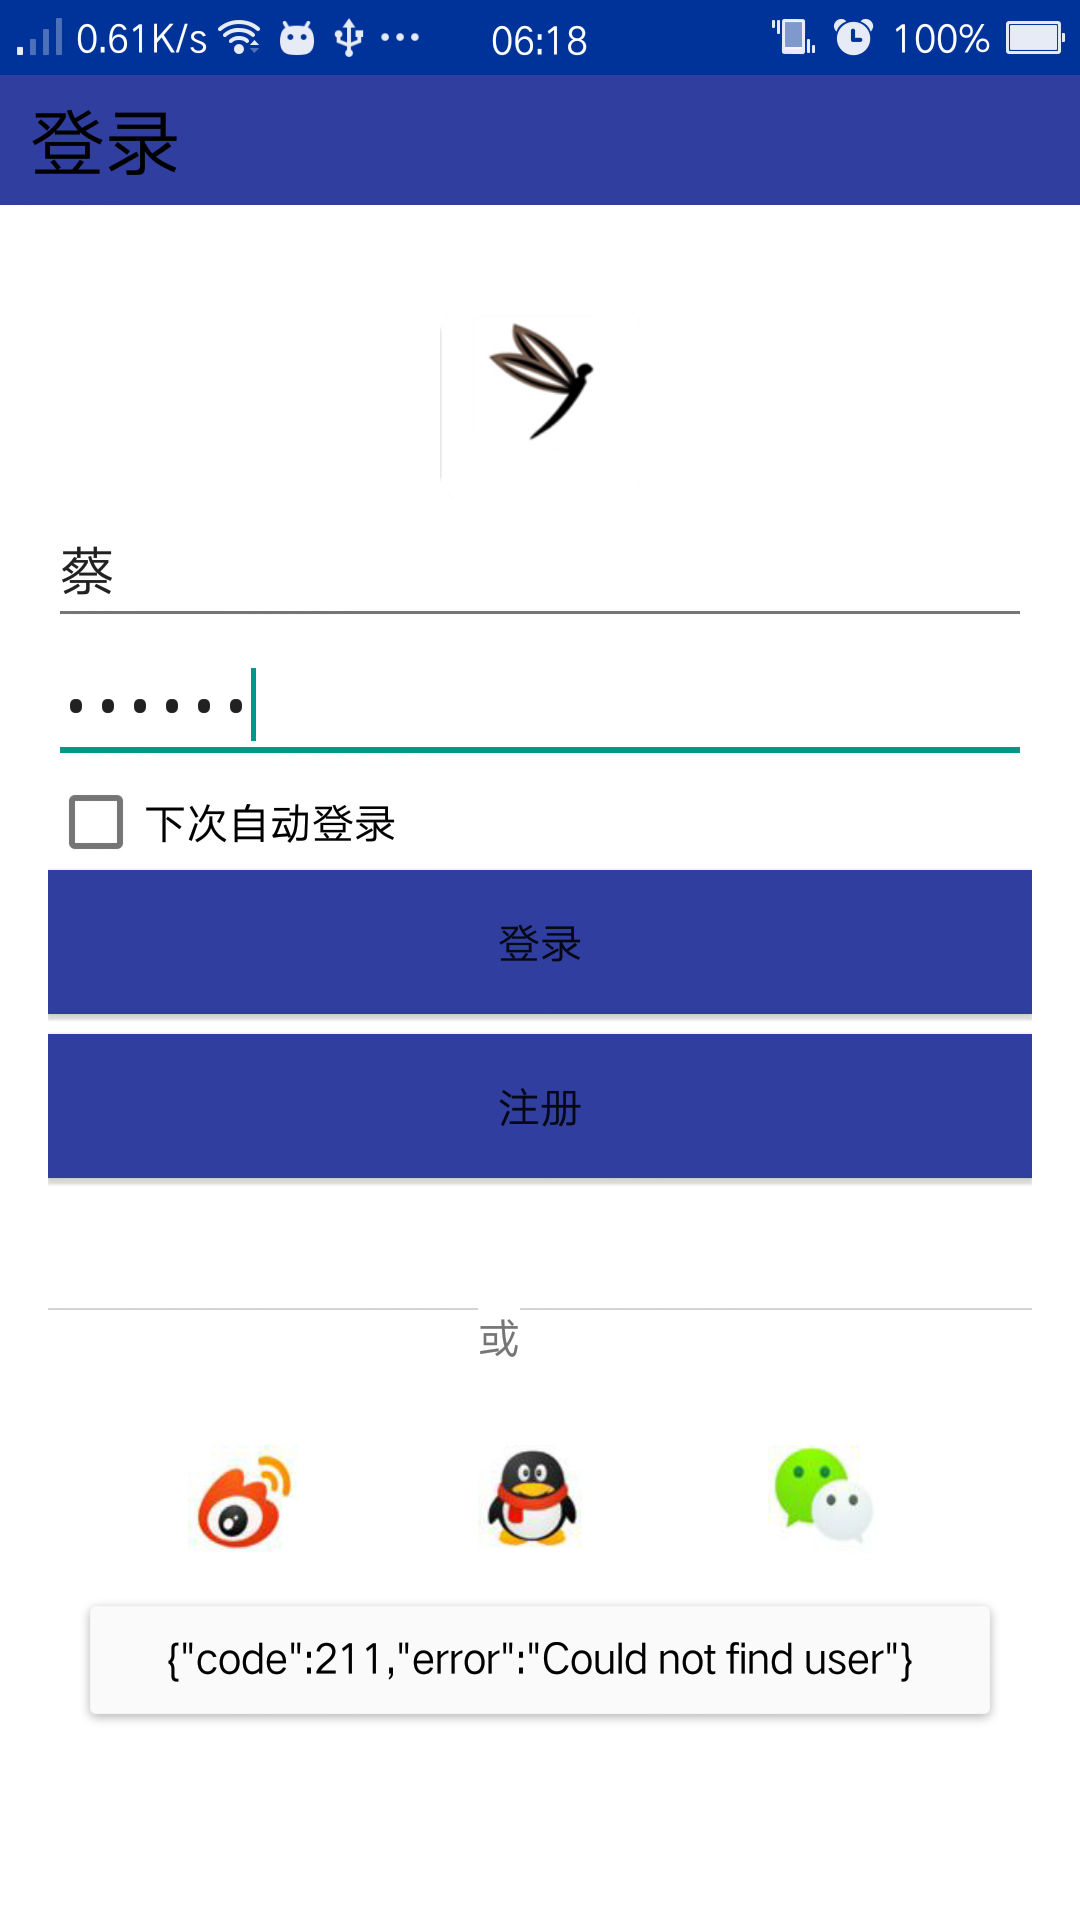 0.61K/s 06:18 100%
登录
蔡
••••••
下次自动登录
登录
注册
或
{"code":211,"error":"Could not find user"}